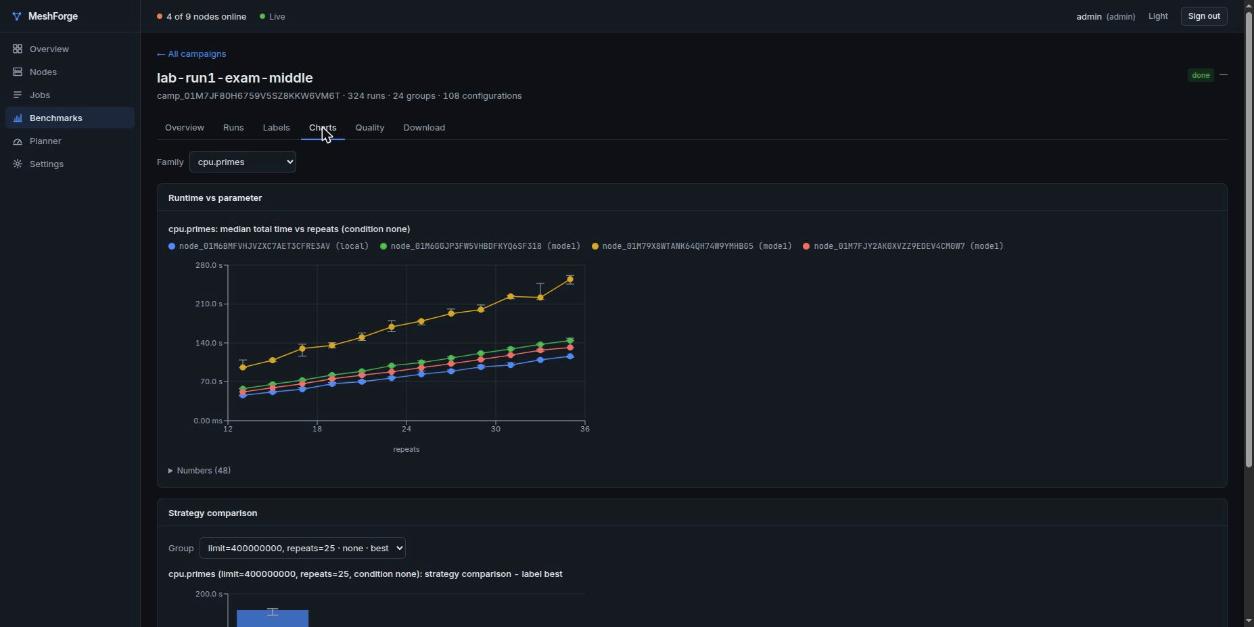 MeshForge
4 of 9 nodes online
Live
admin (admin)
Light
Sign out
Overview
Nodes
Jobs
Benchmarks
Planner
Settings
← All campaigns
lab-run1-exam-middle
done —
camp_01M7JF80H6759V5SZ8KKW6VM6T · 324 runs · 24 groups · 108 configurations
Overview
Runs
Labels
Charts
Quality
Download
Family
cpu.primes
Runtime vs parameter
cpu.primes: median total time vs repeats (condition none)
node_01M6BMFVHJVZXC7AET3CFRE3AV (local)
node_01M6GGJP3FW5VHBDFKYQ6SF318 (mode1)
node_01M79X8WTANK64QH74W9YMHB05 (mode1)
node_01M7FJY2AK0XVZZ9EDEV4CM0W7 (mode1)
280.0 s
210.0 s
140.0 s
70.0 s
0.00 ms
12
18
24
30
36
repeats
Numbers (48)
Strategy comparison
Group
limit=400000000, repeats=25 · none · best
cpu.primes (limit=400000000, repeats=25, condition none): strategy comparison - label best
200.0 s